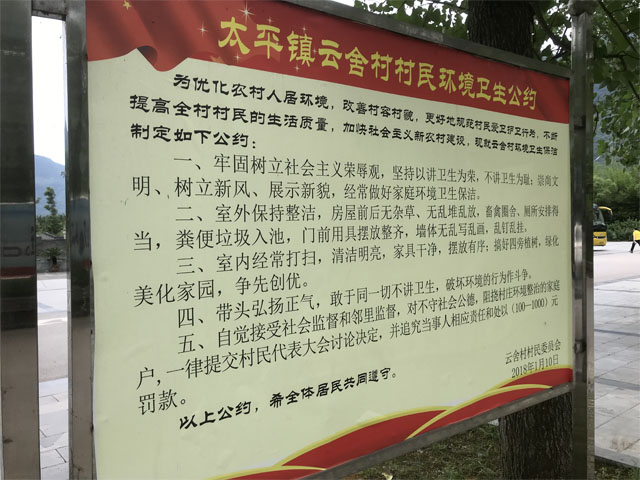 太平镇云舍村村民环境卫生公约
为优化农村人居环境，改善村容村貌，更好地规范村民爱卫护卫行为，不断
提高全村村民的生活质量，加快社会主义新农村建设，现就云舍村环境卫生保洁
制定如下公约：
一、牢固树立社会主义荣辱观，坚持以讲卫生为荣，不讲卫生为耻；崇尚文
明、树立新风、展示新貌，经常做好家庭环境卫生保洁。
二、室外保持整洁，房屋前后无杂草、无乱堆乱放，畜禽圈舍、厕所安排得
当，粪便垃圾入池，门前用具摆放整齐，墙体无乱写乱画，乱钉乱挂。
三、室内经常打扫，清洁明亮，家具干净，摆放有序；搞好四旁植树，绿化
美化家园，争先创优。
四、带头弘扬正气，敢于同一切不讲卫生，破坏环境的行为作斗争。
五、自觉接受社会监督和邻里监督，对不守社会公德，阻挠村庄环境整治的家庭
户，一律提交村民代表大会讨论决定，并追究当事人相应责任和处以（100—1000）元
罚款。
以上公约，希全体居民共同遵守。
云舍村村民委员会
2018年1月10日